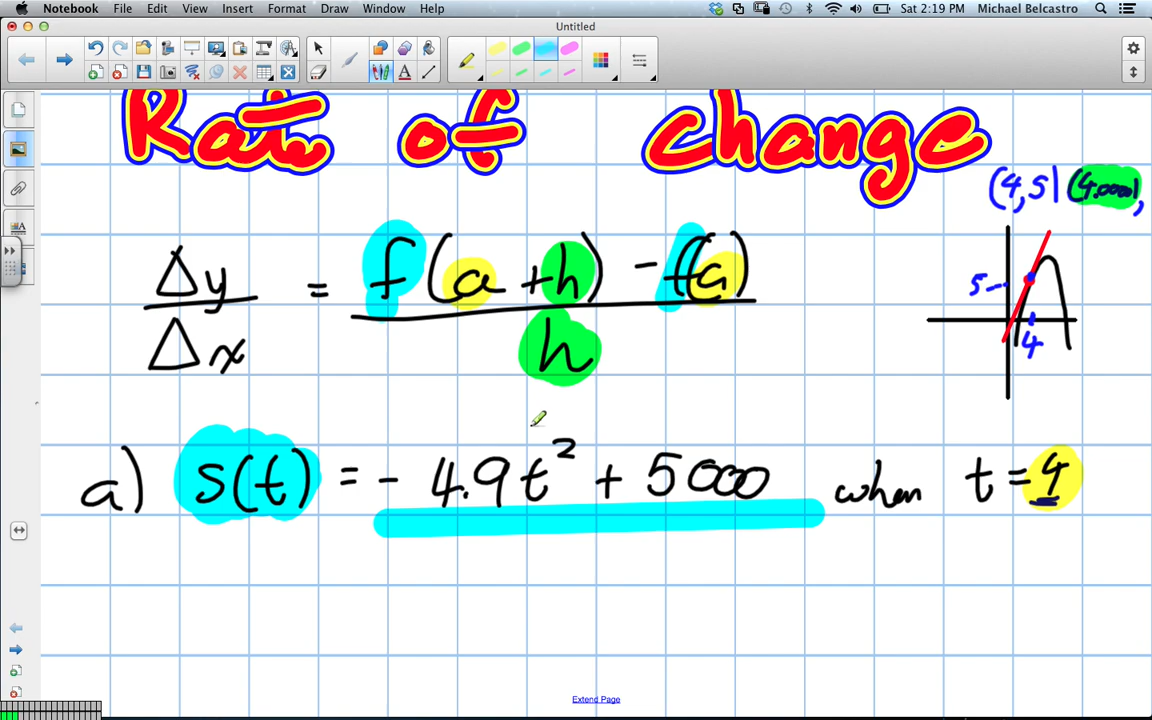 Notebook File Edit View Insert Format Draw Window Help Sat 2:19 PM Michael Belcastro
Untitled
Rate of change
(4,5) (4.0000),
Δy = f(a+h) - f(a)
Δx h
5
4
a) s(t) = - 4.9t² + 5000 when t = 4
Extend Page